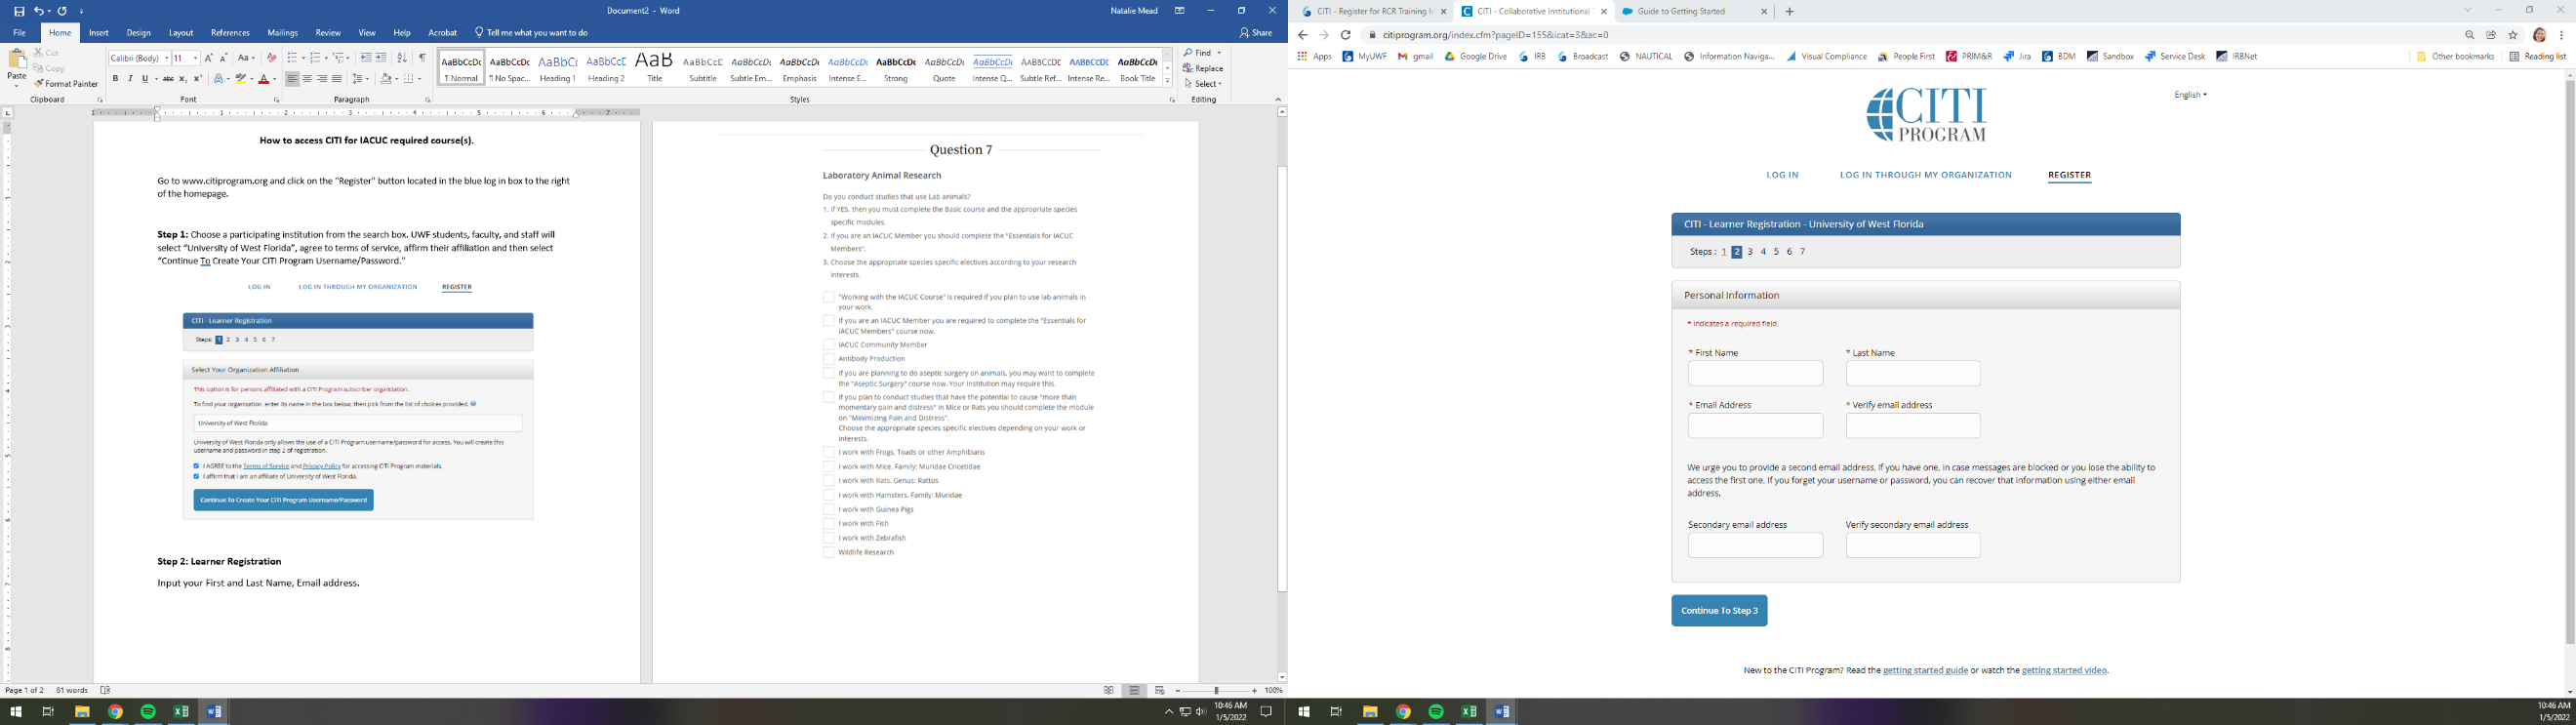 Document2 - Word
Natalie Mead
File Home Insert Design Layout References Mailings Review View Help Acrobat Tell me what you want to do
Share
Paste
Cut
Copy
Format Painter
Clipboard
Calibri (Body) 11
Font
Paragraph
AaBbCcDc AaBbCcDc AaBbCc AaBbCcC AaB AaBbCcC AaBbCcDc AaBbCcDc AaBbCcDc AaBbCcDc AaBbCcDc AaBbCcDc AABBCCDC AABBCCDC AaBbCcDc
¶ Normal ¶ No Spac... Heading 1 Heading 2 Title Subtitle Subtle Em... Emphasis Intense E... Strong Quote Intense Q... Subtle Ref... Intense Re... Book Title
Styles
Find
Replace
Select
Editing
How to access CITI for IACUC required course(s).
Go to www.citiprogram.org and click on the "Register" button located in the blue log in box to the right
of the homepage.
Step 1: Choose a participating institution from the search box. UWF students, faculty, and staff will
select "University of West Florida", agree to terms of service, affirm their affiliation and then select
"Continue To Create Your CITI Program Username/Password."
LOG IN LOG IN THROUGH MY ORGANIZATION REGISTER
CITI - Learner Registration
Steps: 1 2 3 4 5 6 7
Select Your Organization Affiliation
This option is for persons affiliated with a CITI Program subscriber organization.
To find your organization, enter its name in the box below, then pick from the list of choices provided.
University of West Florida
University of West Florida only allows the use of a CITI Program username/password for access. You will create this
username and password in step 2 of registration.
I AGREE to the Terms of Service and Privacy Policy for accessing CITI Program materials.
I affirm that I am an affiliate of University of West Florida.
Continue To Create Your CITI Program Username/Password
Step 2: Learner Registration
Input your First and Last Name, Email address.
Question 7
Laboratory Animal Research
Do you conduct studies that use Lab animals?
1. If YES, then you must complete the Basic course and the appropriate species
specific modules.
2. If you are an IACUC Member you should complete the "Essentials for IACUC
Members".
3. Choose the appropriate species specific electives according to your research
interests.
"Working with the IACUC Course" is required if you plan to use lab animals in
your work.
If you are an IACUC Member you are required to complete the "Essentials for
IACUC Members" course now.
IACUC Community Member
Antibody Production
If you are planning to do aseptic surgery on animals, you may want to complete
the "Aseptic Surgery" course now. Your Institution may require this.
If you plan to conduct studies that have the potential to cause "more than
momentary pain and distress" in Mice or Rats you should complete the module
on "Minimizing Pain and Distress".
Choose the appropriate species specific electives depending on your work or
interests.
I work with Frogs, Toads or other Amphibians
I work with Mice. Family: Muridae Cricetidae
I work with Rats. Genus: Rattus
I work with Hamsters. Family: Muridae
I work with Guinea Pigs
I work with Fish
I work with Zebrafish
Wildlife Research
Page 1 of 2 81 words
100%
10:46 AM
1/5/2022
CITI - Register for RCR Training
CITI - Collaborative Institutional
Guide to Getting Started
citiprogram.org/index.cfm?pageID=155&icat=3&ac=0
Apps MyUWF gmail Google Drive IRB Broadcast NAUTICAL Information Naviga... Visual Compliance People First PRIM&R Jira BDM Sandbox Service Desk IRBNet Other bookmarks Reading list
English
CITI
PROGRAM
LOG IN LOG IN THROUGH MY ORGANIZATION REGISTER
CITI - Learner Registration - University of West Florida
Steps: 1 2 3 4 5 6 7
Personal Information
* indicates a required field.
* First Name * Last Name
* Email Address * Verify email address
We urge you to provide a second email address, if you have one, in case messages are blocked or you lose the ability to
access the first one. If you forget your username or password, you can recover that information using either email
address.
Secondary email address Verify secondary email address
Continue To Step 3
New to the CITI Program? Read the getting started guide or watch the getting started video.
10:46 AM
1/5/2022